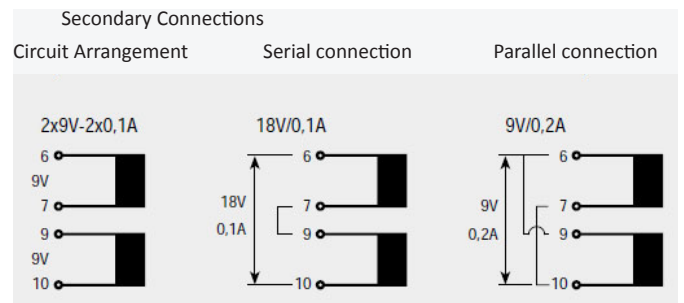 Secondary Connections
Circuit Arrangement Serial connection Parallel connection
2x9V-2x0,1A 18V/0,1A 9V/0,2A
6 6 6
9V
7 18V 7 9V 7
9 0,1A 9 0,2A 9
9V
10 10 10